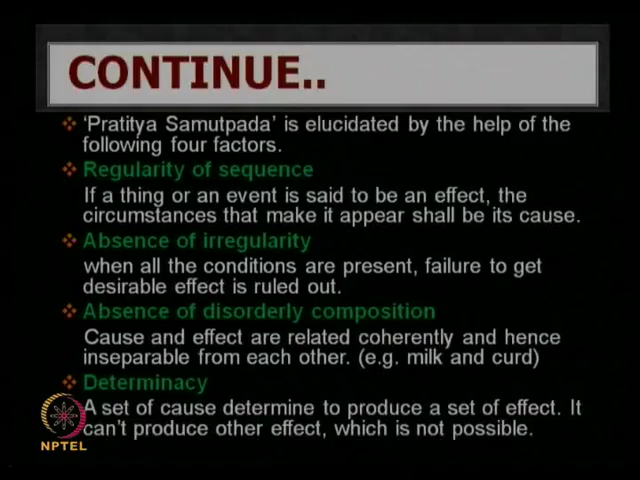 CONTINUE..
'Pratitya Samutpada' is elucidated by the help of the
following four factors.
Regularity of sequence
If a thing or an event is said to be an effect, the
circumstances that make it appear shall be its cause.
Absence of irregularity
when all the conditions are present, failure to get
desirable effect is ruled out.
Absence of disorderly composition
Cause and effect are related coherently and hence
inseparable from each other. (e.g. milk and curd)
Determinacy
A set of cause determine to produce a set of effect. It
can't produce other effect, which is not possible.
NPTEL